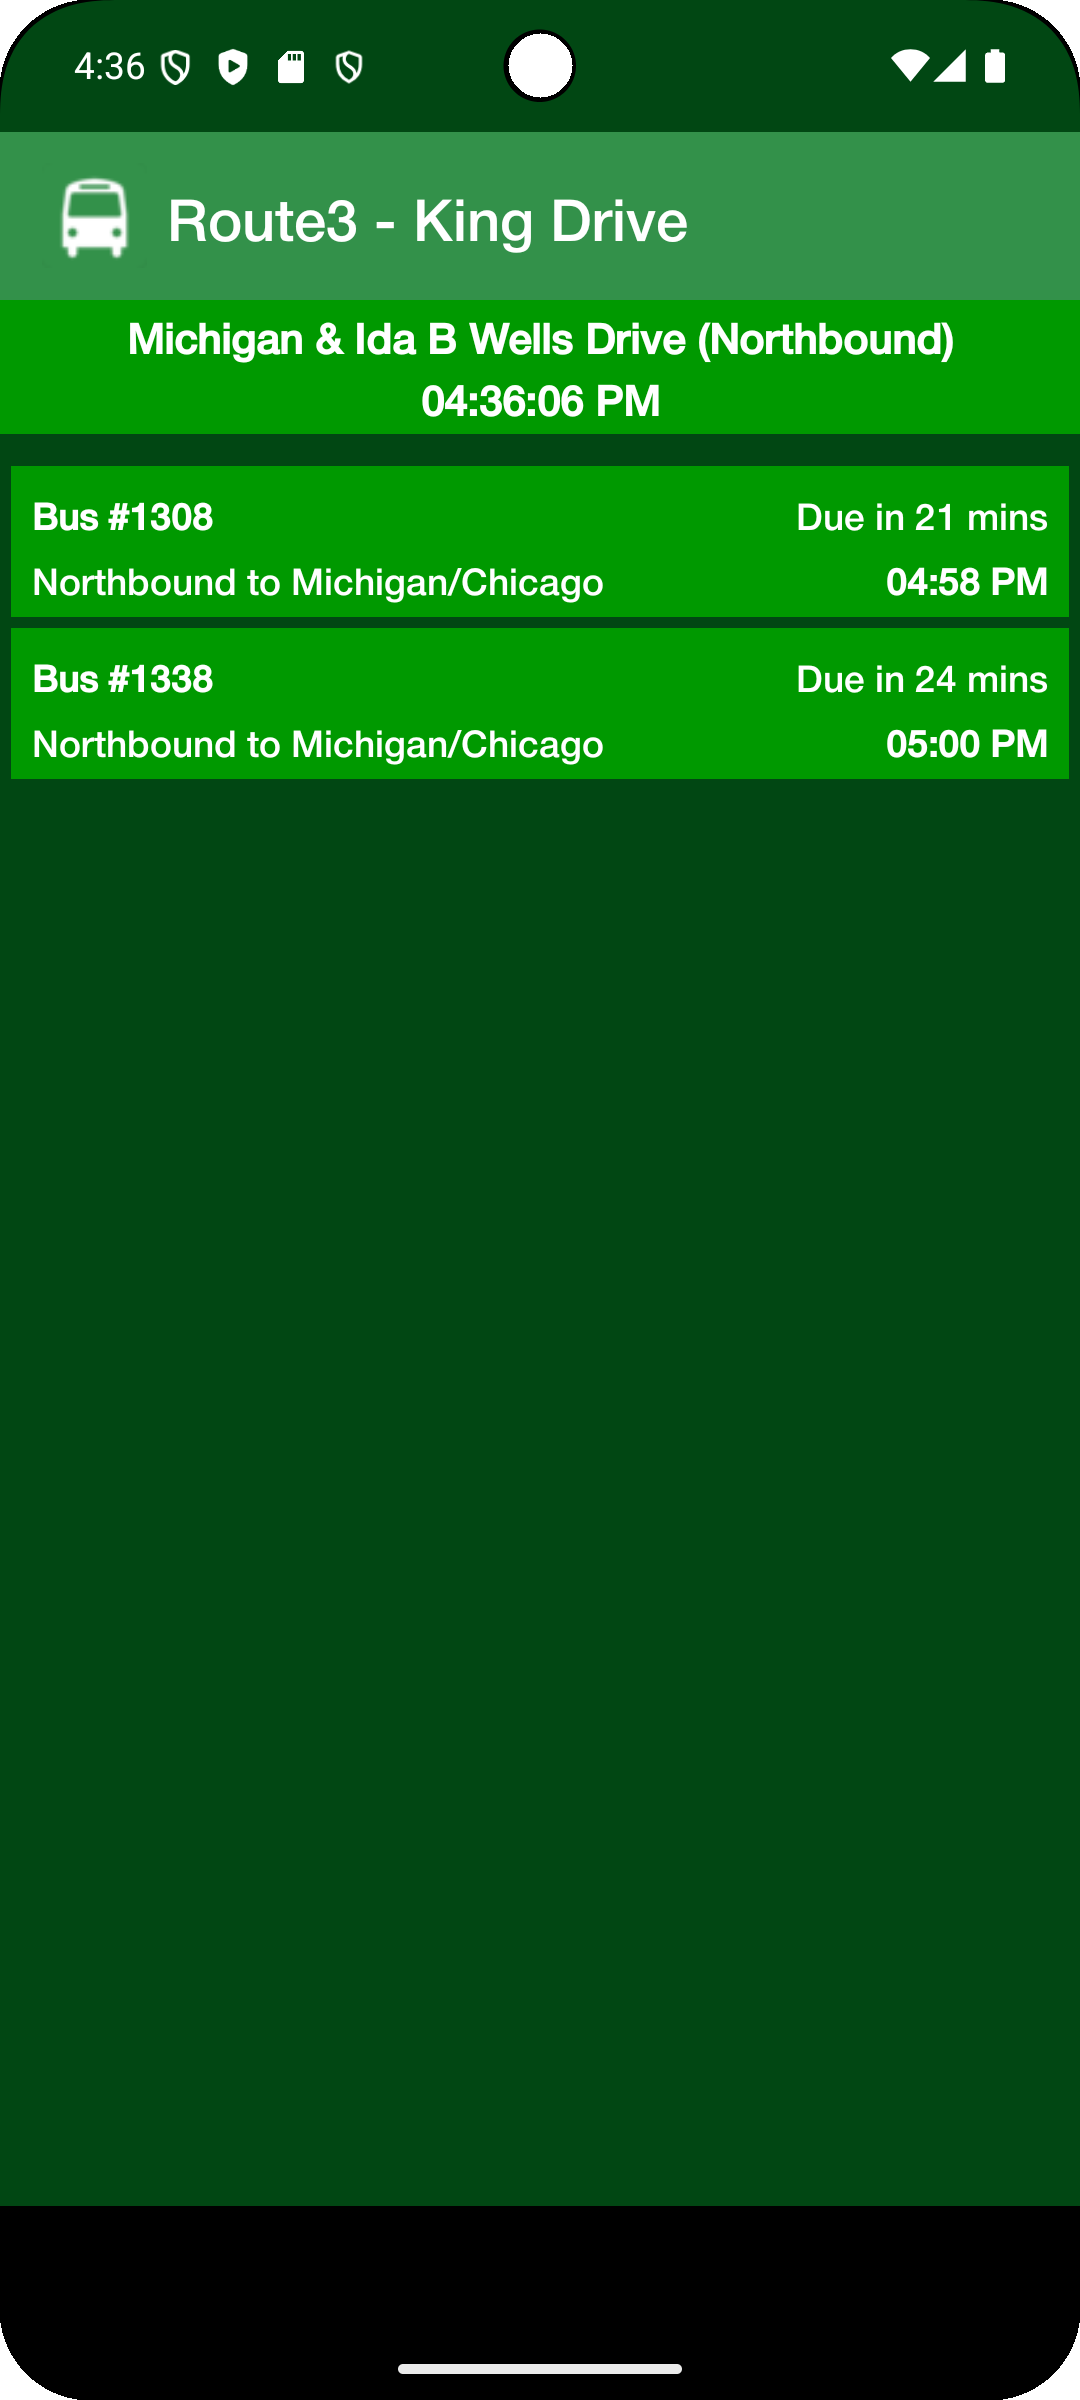 4:36
Route3 - King Drive
Michigan & Ida B Wells Drive (Northbound)
04:36:06 PM
Bus #1308
Due in 21 mins
Northbound to Michigan/Chicago
04:58 PM
Bus #1338
Due in 24 mins
Northbound to Michigan/Chicago
05:00 PM